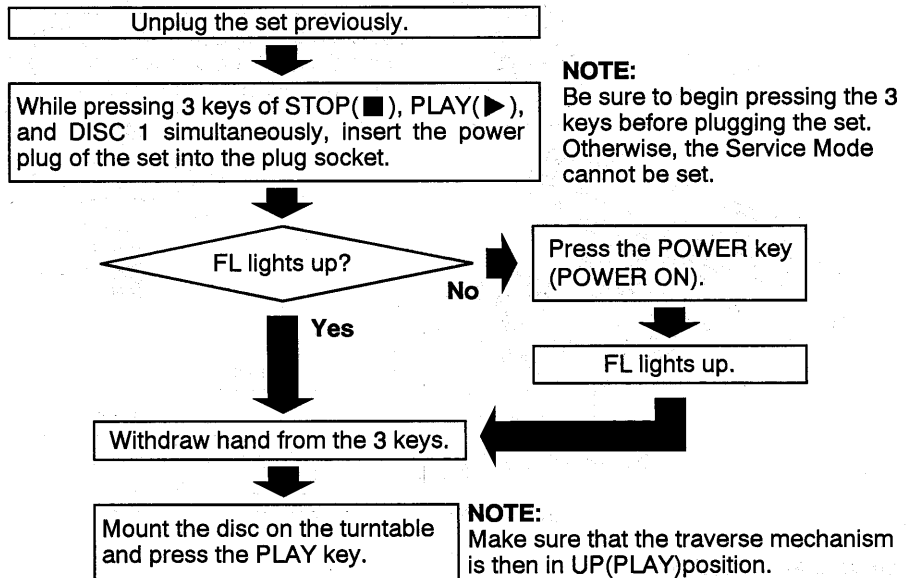 Unplug the set previously.
While pressing 3 keys of STOP(■), PLAY(▶),
and DISC 1 simultaneously, insert the power
plug of the set into the plug socket.
NOTE:
Be sure to begin pressing the 3
keys before plugging the set.
Otherwise, the Service Mode
cannot be set.
FL lights up?
No
Press the POWER key
(POWER ON).
Yes
FL lights up.
Withdraw hand from the 3 keys.
Mount the disc on the turntable
and press the PLAY key.
NOTE:
Make sure that the traverse mechanism
is then in UP(PLAY)position.